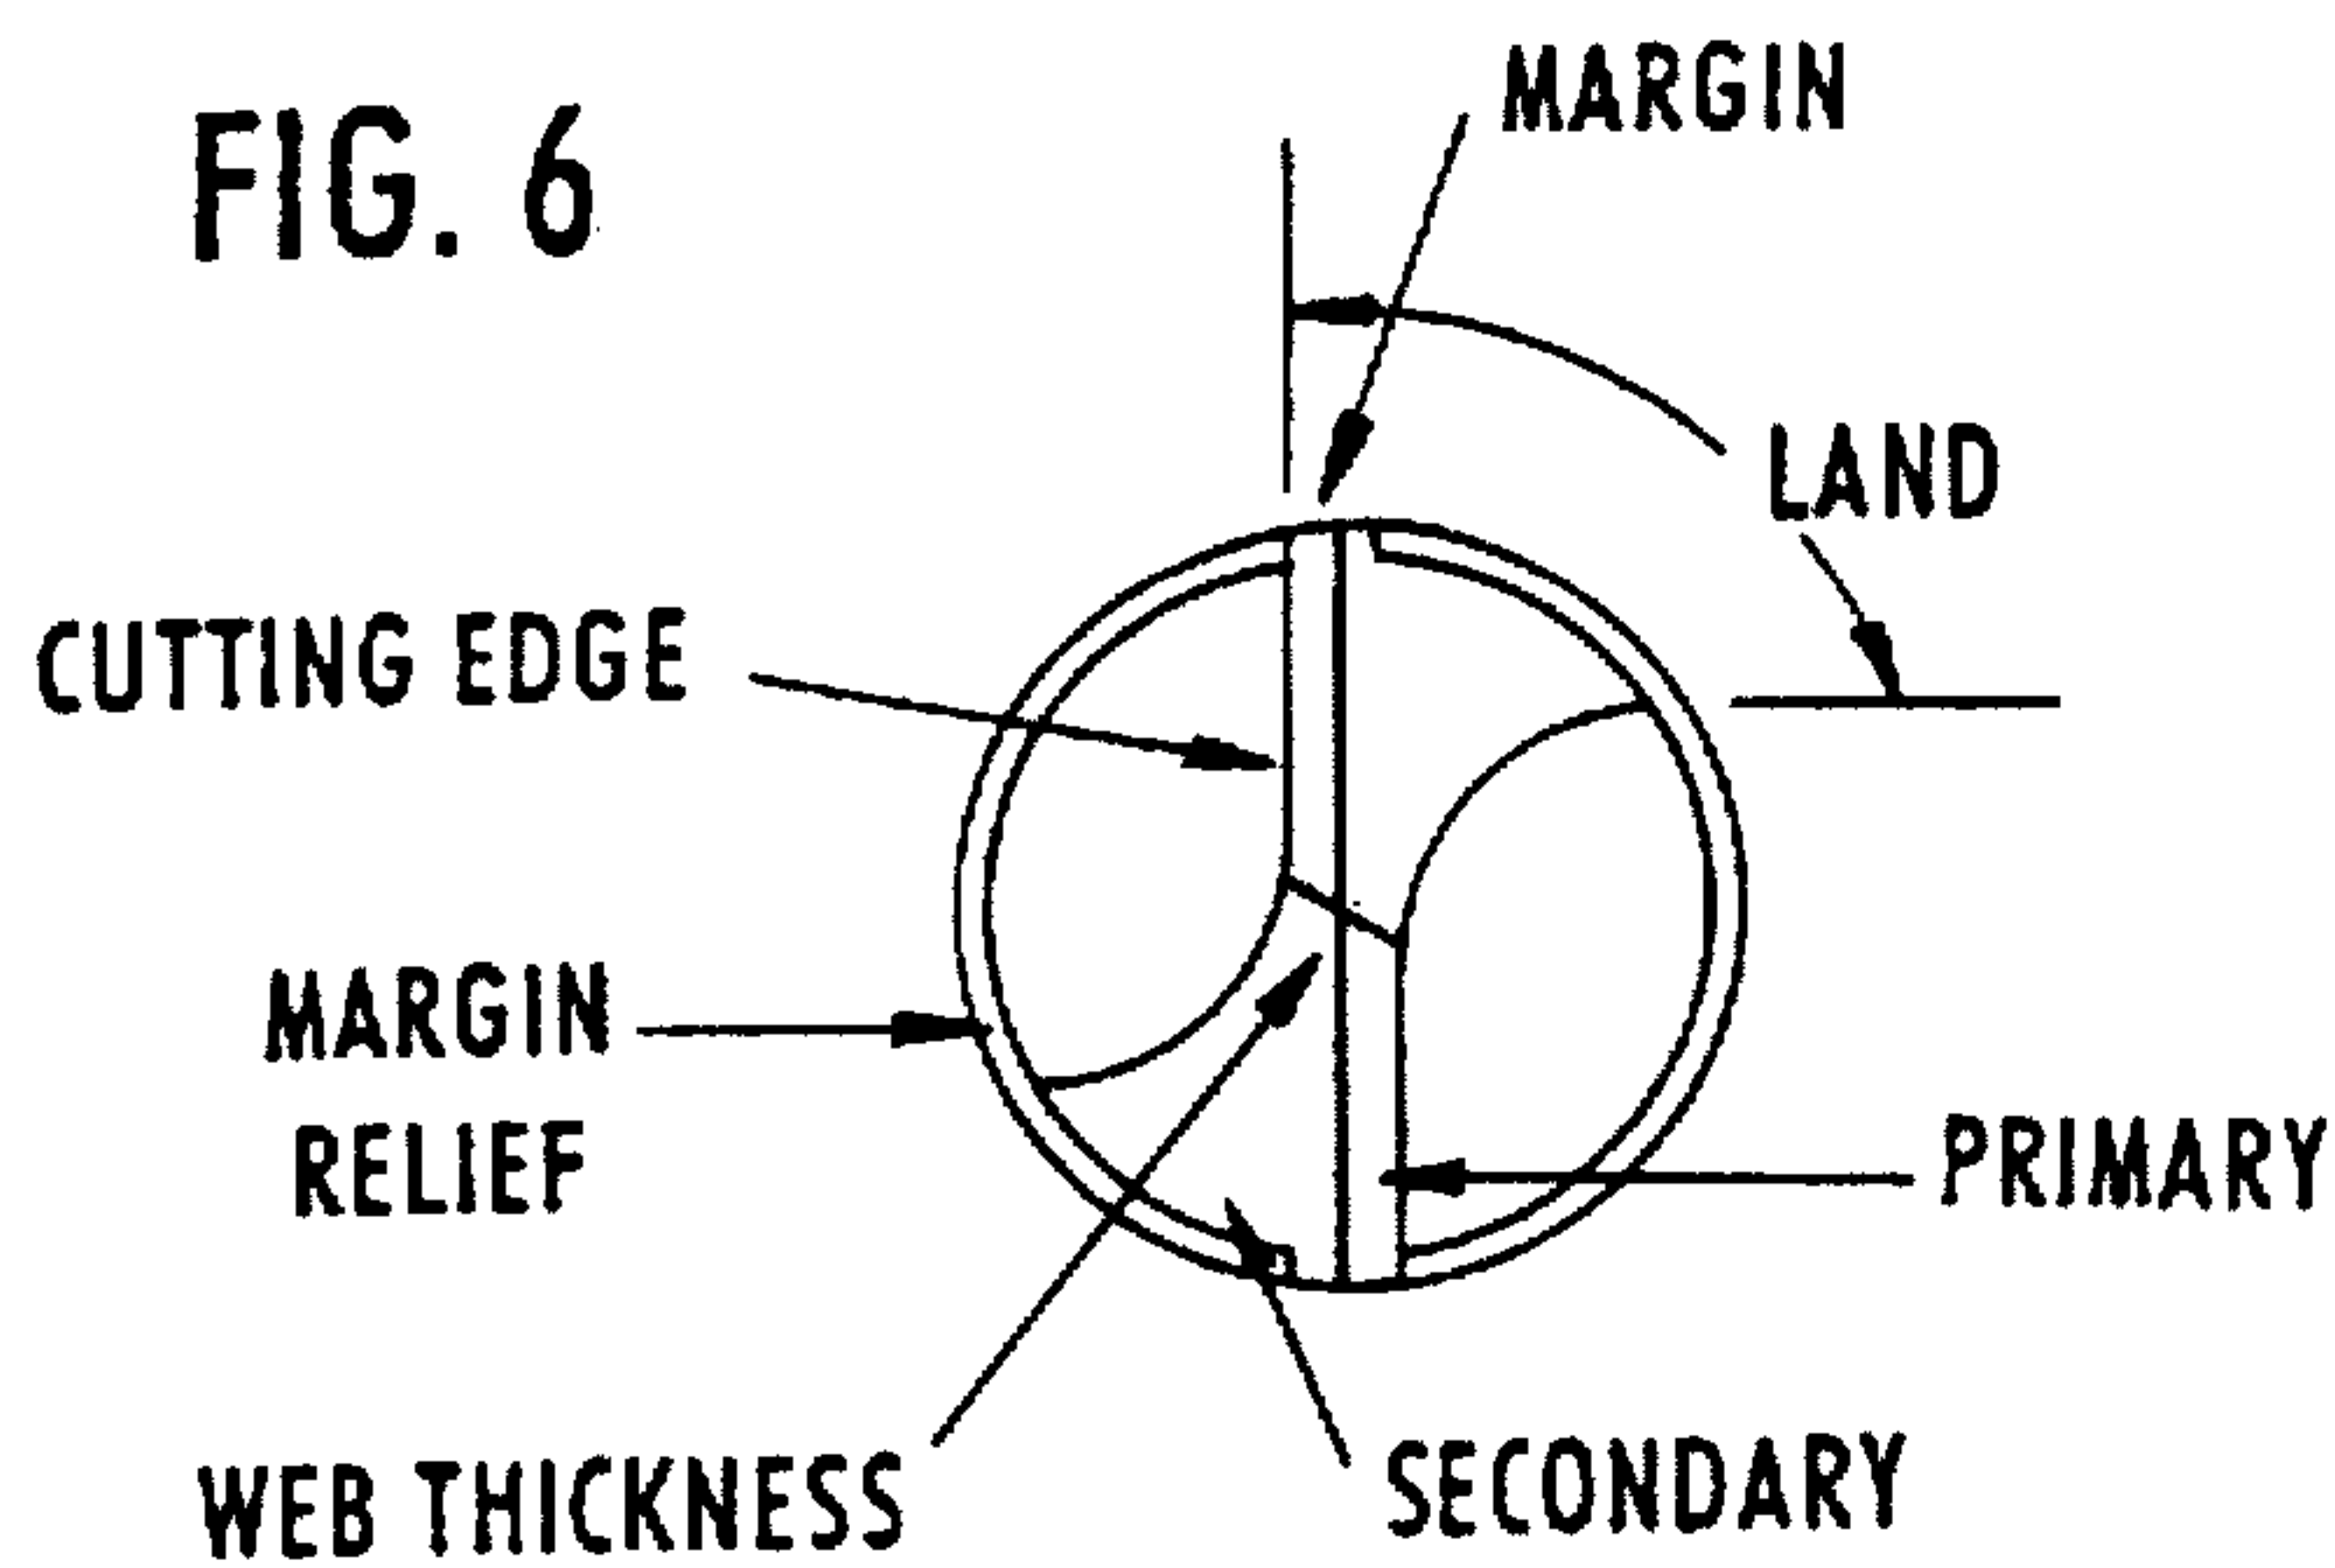 FIG. 6
MARGIN
LAND
CUTTING EDGE
MARGIN
RELIEF
PRIMARY
WEB THICKNESS
SECONDARY